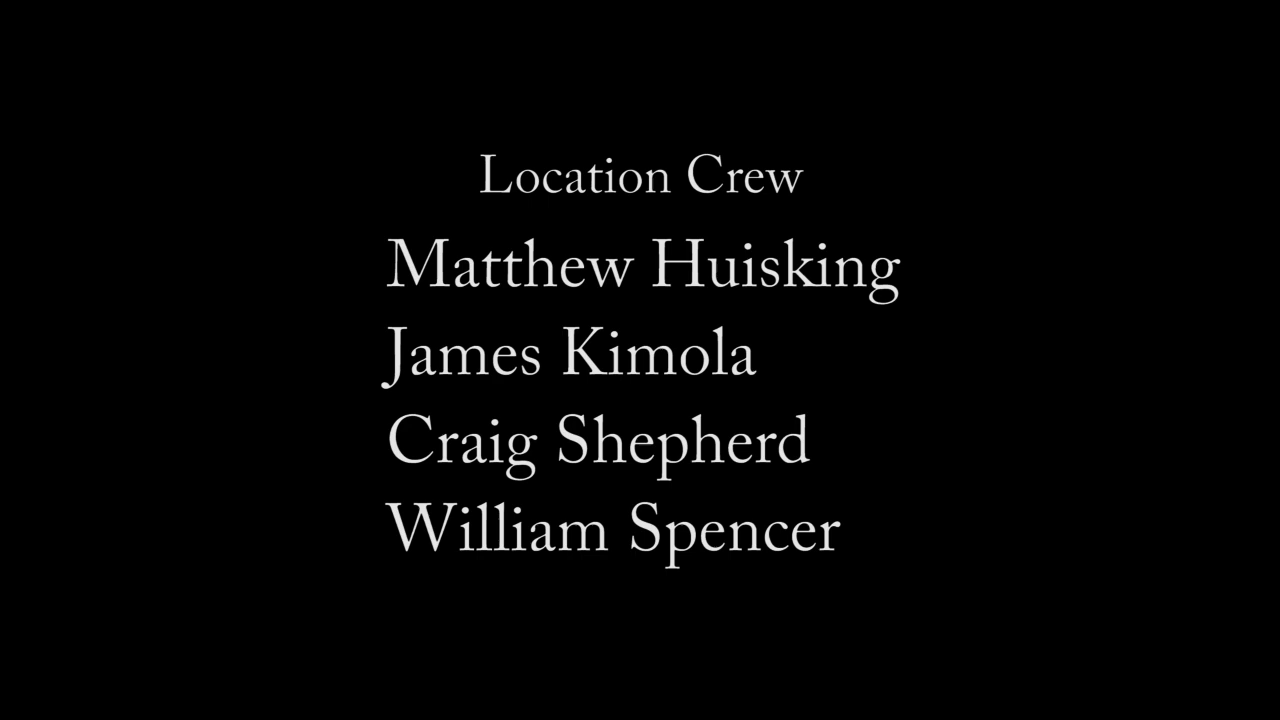 Location Crew
Matthew Huisking
James Kimola
Craig Shepherd
William Spencer